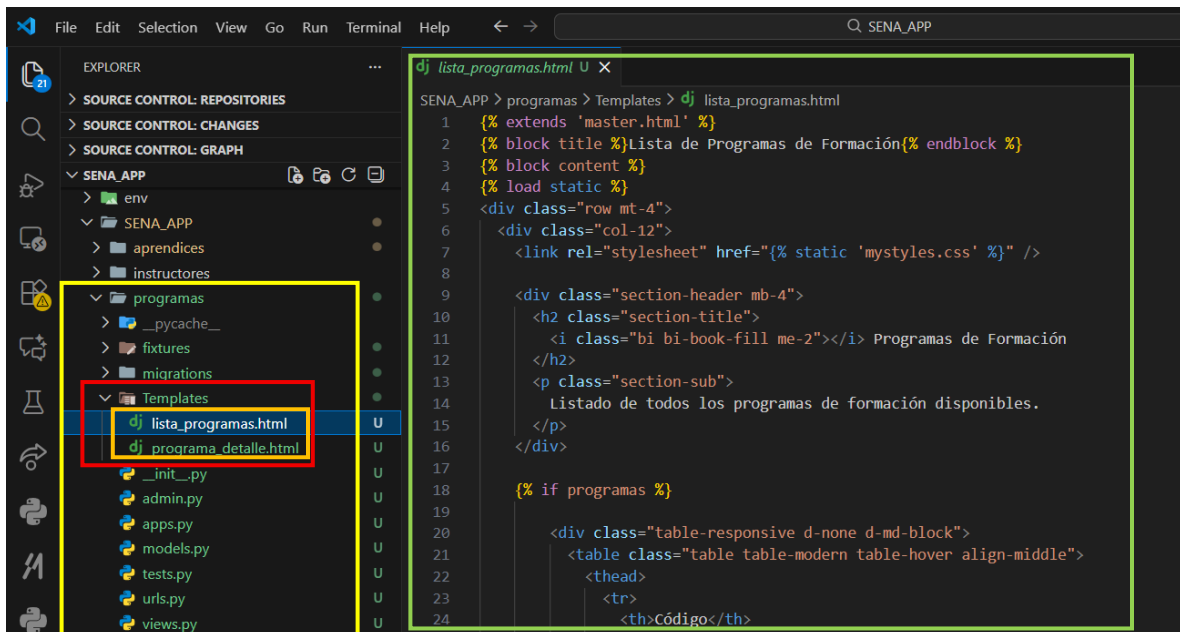 File Edit Selection View Go Run Terminal Help
SENA_APP
21
EXPLORER
SOURCE CONTROL: REPOSITORIES
SOURCE CONTROL: CHANGES
SOURCE CONTROL: GRAPH
SENA_APP
env
SENA_APP
aprendices
instructores
programas
__pycache__
fixtures
migrations
Templates
lista_programas.html U
programa_detalle.html U
__init__.py U
admin.py U
apps.py U
models.py U
tests.py U
urls.py U
views.py U
dj lista_programas.html U
SENA_APP > programas > Templates > dj lista_programas.html
1 {% extends 'master.html' %}
2 {% block title %}Lista de Programas de Formación{% endblock %}
3 {% block content %}
4 {% load static %}
5 <div class="row mt-4">
6 <div class="col-12">
7 <link rel="stylesheet" href="{% static 'mystyles.css' %}" />
8
9 <div class="section-header mb-4">
10 <h2 class="section-title">
11 <i class="bi bi-book-fill me-2"></i> Programas de Formación
12 </h2>
13 <p class="section-sub">
14 Listado de todos los programas de formación disponibles.
15 </p>
16 </div>
17
18 {% if programas %}
19
20 <div class="table-responsive d-none d-md-block">
21 <table class="table table-modern table-hover align-middle">
22 <thead>
23 <tr>
24 <th>Código</th>